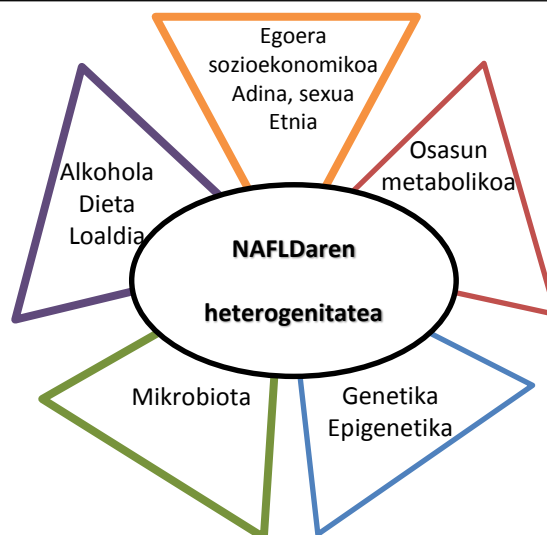 Egoera
sozioekonomikoa
Adina, sexua
Etnia
Osasun
metabolikoa
Alkohola
Dieta
Loaldia
NAFLDaren
heterogenitatea
Mikrobiota
Genetika
Epigenetika